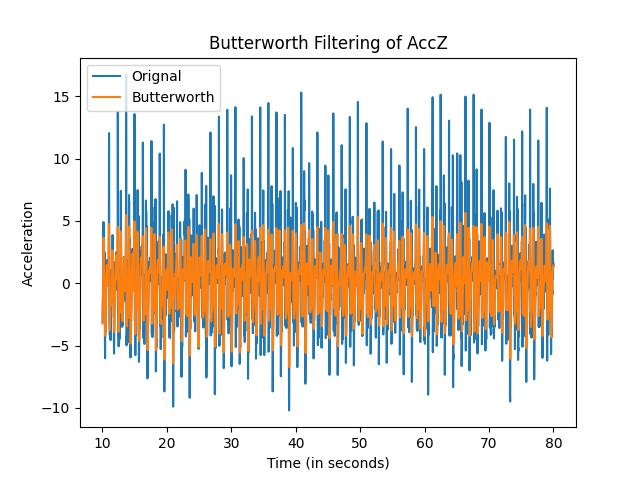 Butterworth Filtering of AccZ
Orignal
Butterworth
15
10
5
0
−5
−10
Acceleration
10 20 30 40 50 60 70 80
Time (in seconds)